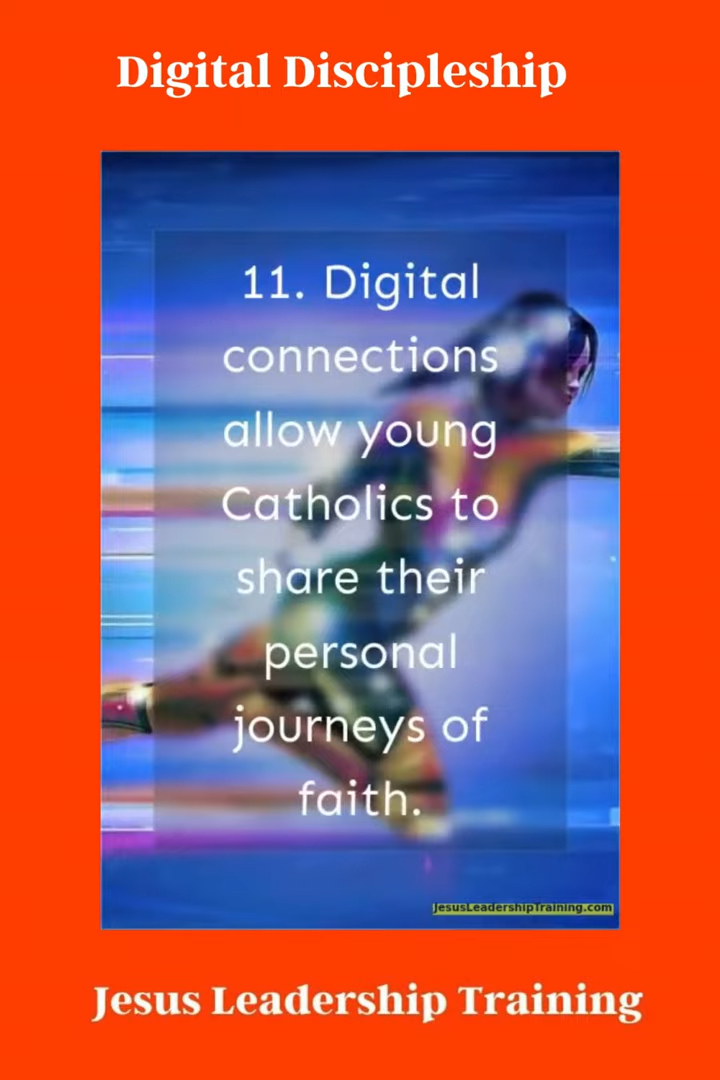 Digital Discipleship
11. Digital
connections
allow young
Catholics to
share their
personal
journeys of
faith.
JesusLeadershipTraining.com
Jesus Leadership Training